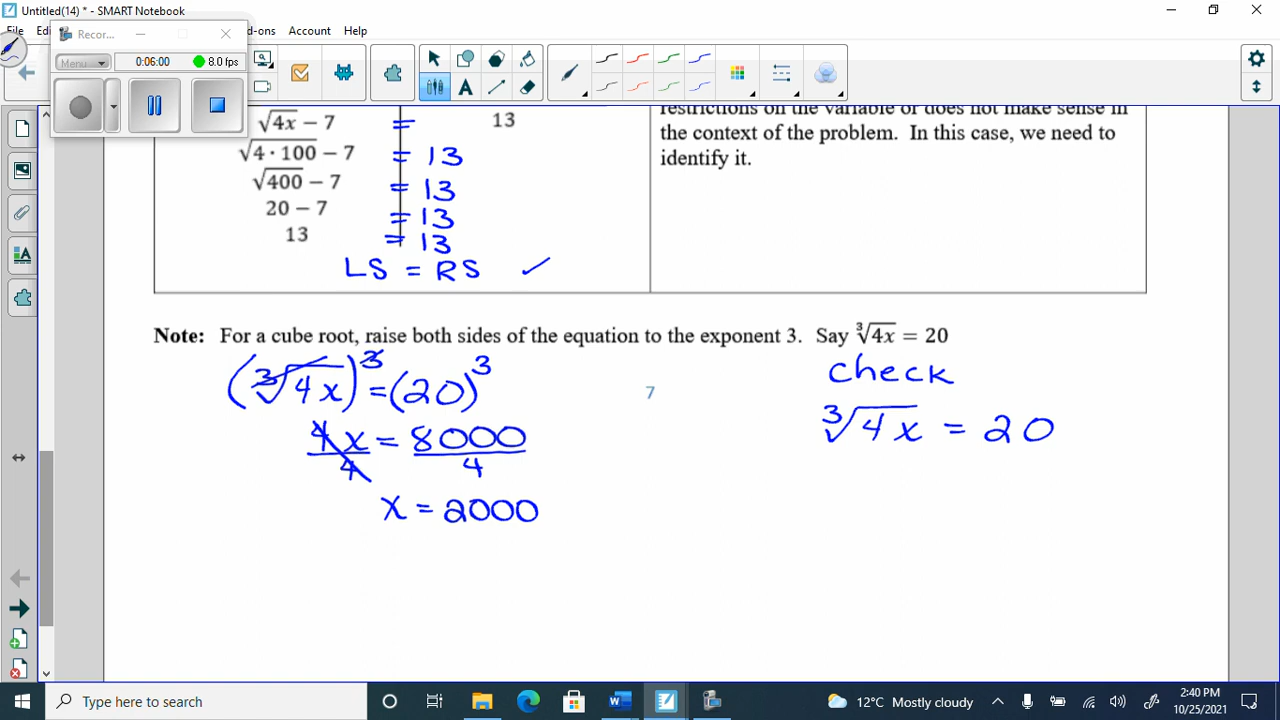 Untitled(14) * - SMART Notebook
Recor...
File
d-ons Account Help
Menu
0:06:00
8.0 fps
√4x − 7 = 13
√4 · 100 − 7 = 13
√400 − 7 = 13
20 − 7 = 13
13 = 13
LS = RS ✓
restrictions on the variable or does not make sense in
the context of the problem. In this case, we need to
identify it.
Note: For a cube root, raise both sides of the equation to the exponent 3. Say ∛4x = 20
(∛4x)³ = (20)³
4x = 8000
4 4
x = 2000
7
check
∛4x = 20
Type here to search
12°C Mostly cloudy
2:40 PM
10/25/2021